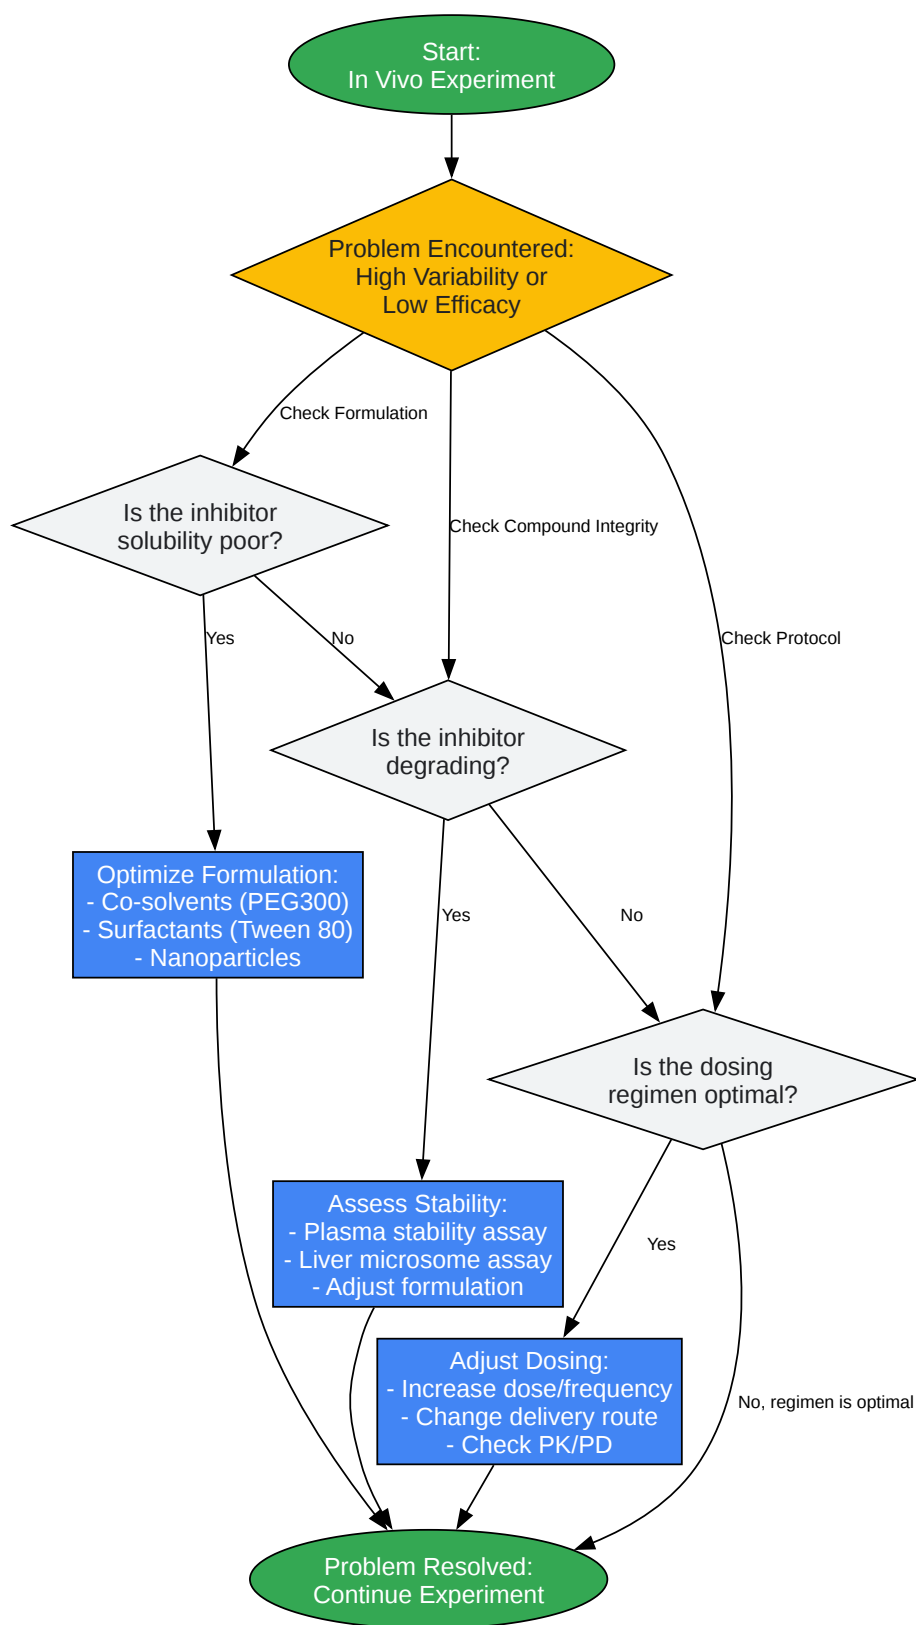 Start:
In Vivo Experiment
Problem Encountered:
High Variability or
Low Efficacy
Check Formulation
Check Compound Integrity
Check Protocol
Is the inhibitor
solubility poor?
Yes
No
Is the inhibitor
degrading?
Optimize Formulation:
- Co-solvents (PEG300)
- Surfactants (Tween 80)
- Nanoparticles
Yes
No
Is the dosing
regimen optimal?
Assess Stability:
- Plasma stability assay
- Liver microsome assay
- Adjust formulation
Yes
No, regimen is optimal
Adjust Dosing:
- Increase dose/frequency
- Change delivery route
- Check PK/PD
Problem Resolved:
Continue Experiment